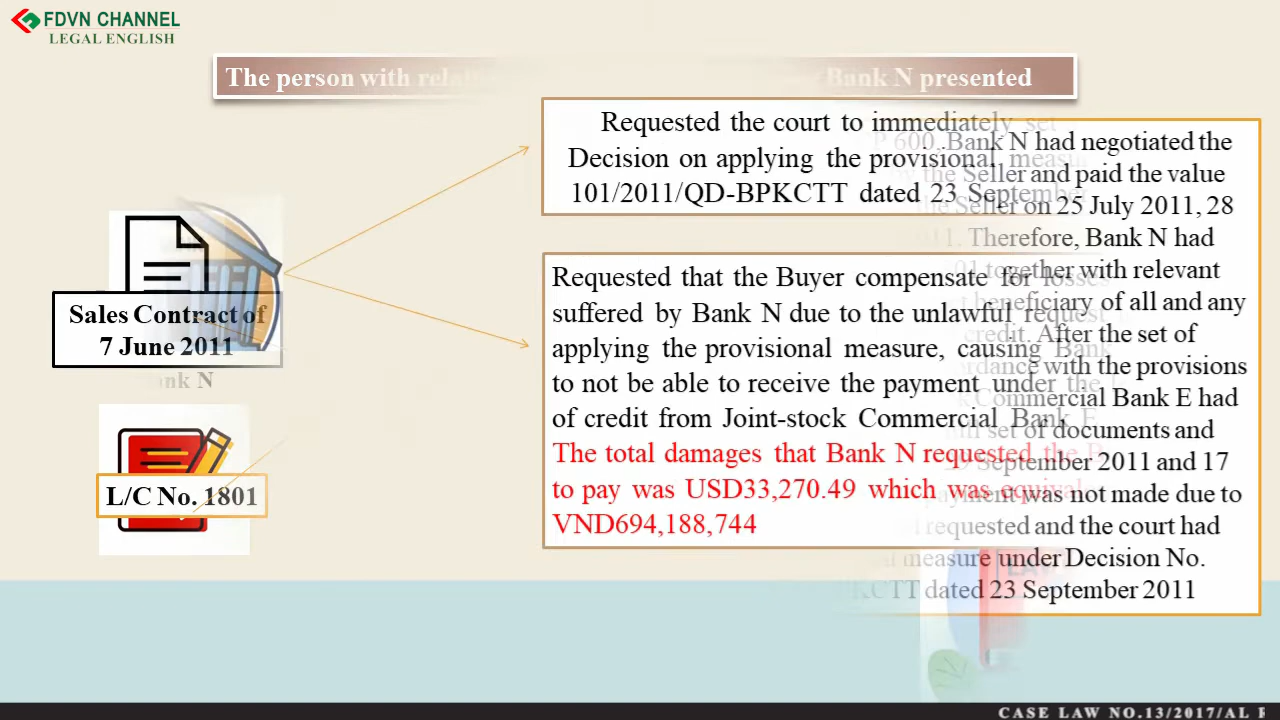 FDVN CHANNEL
LEGAL ENGLISH
The person with
Bank N presented
Requested the court to immediately set
Decision on applying the provisional
101/2011/QD-BPKCTT dated 23 September
Requested that the Buyer compensate for losses
suffered by Bank N due to the unlawful request
applying the provisional measure, causing Bank
to not be able to receive the payment under the
of credit from Joint-stock Commercial Bank E
The total damages that Bank N requested the
to pay was USD33,270.49 which was
VND694,188,744
600, Bank N had negotiated the
the Seller and paid the value
Seller on 25 July 2011, 28
Therefore, Bank N had
together with relevant
beneficiary of all and any
credit. After the set of
with the provisions
Commercial Bank E had
set of documents and
September 2011 and 17
was not made due to
requested and the court had
measure under Decision No.
dated 23 September 2011
Sales Contract of
7 June 2011
N
L/C No. 1801
CASE LAW NO.13/2017/AL